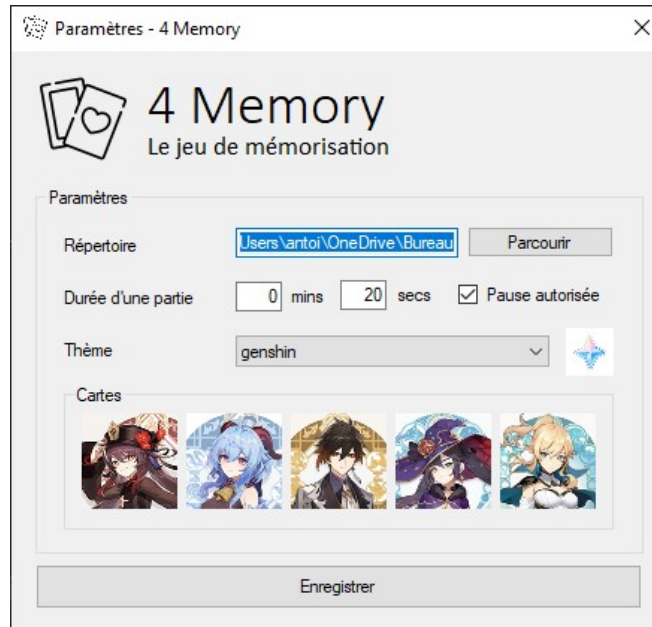 Paramètres - 4 Memory
4 Memory
Le jeu de mémorisation
Paramètres
Répertoire Users\antoi\OneDrive\Bureau Parcourir
Durée d'une partie 0 mins 20 secs Pause autorisée
Thème genshin
Cartes
Enregistrer